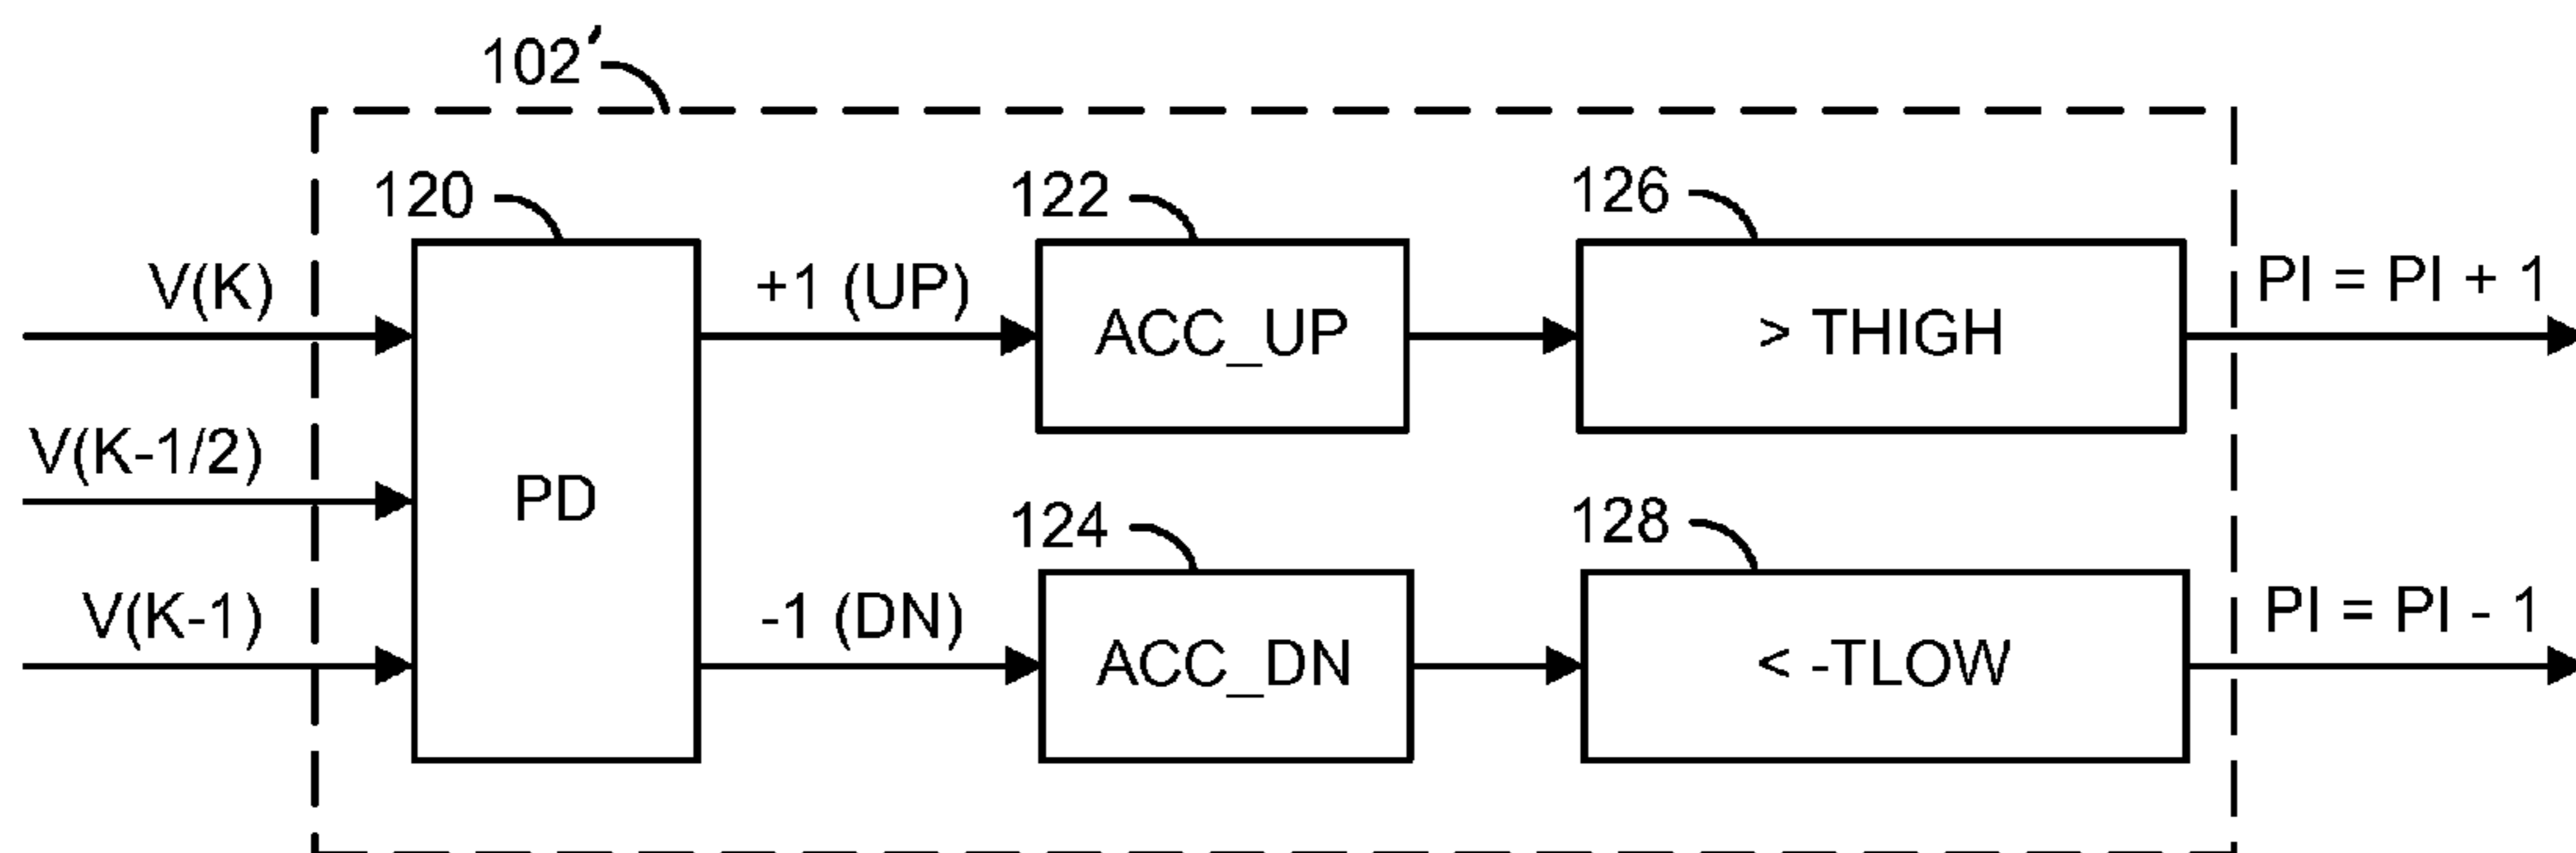 102′
120
122
126
V(K)
+1 (UP)
ACC_UP
> THIGH
PI = PI + 1
V(K-1/2)
PD
124
128
V(K-1)
-1 (DN)
ACC_DN
< -TLOW
PI = PI - 1